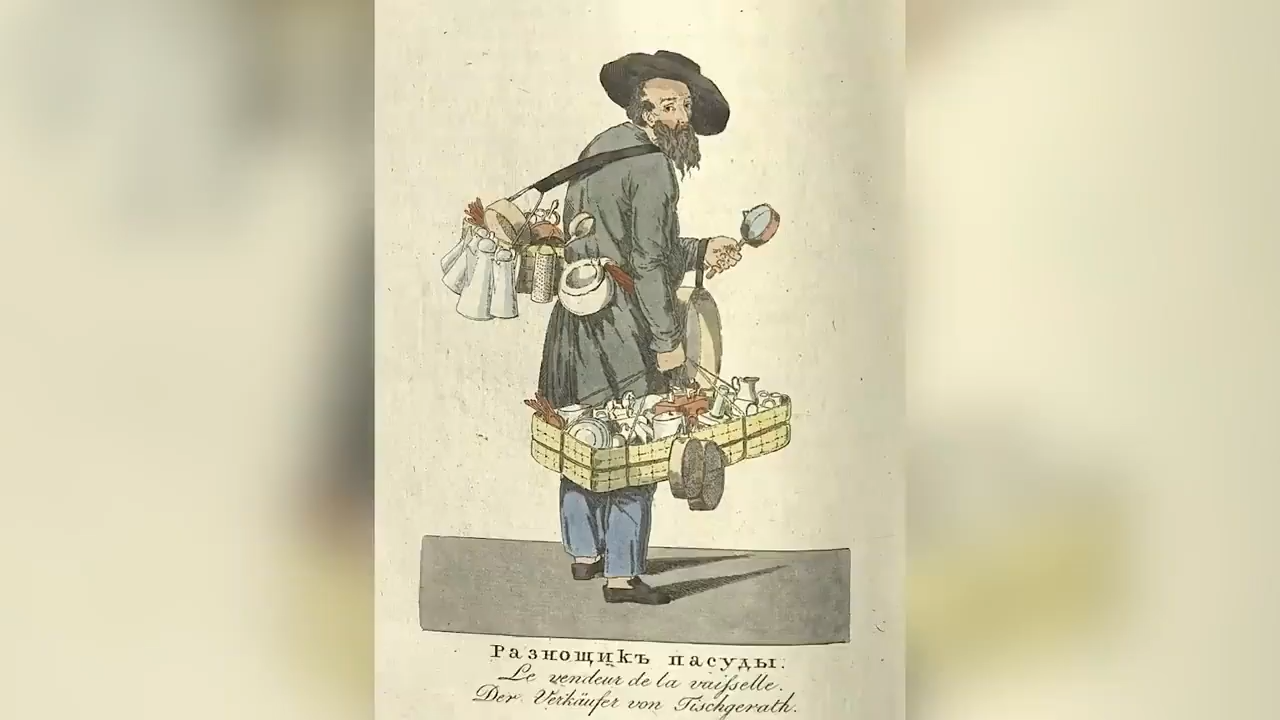 Разнощикъ пасуды.
Le vendeur de la vaiſselle.
Der Verkäufer von Tischgerath.